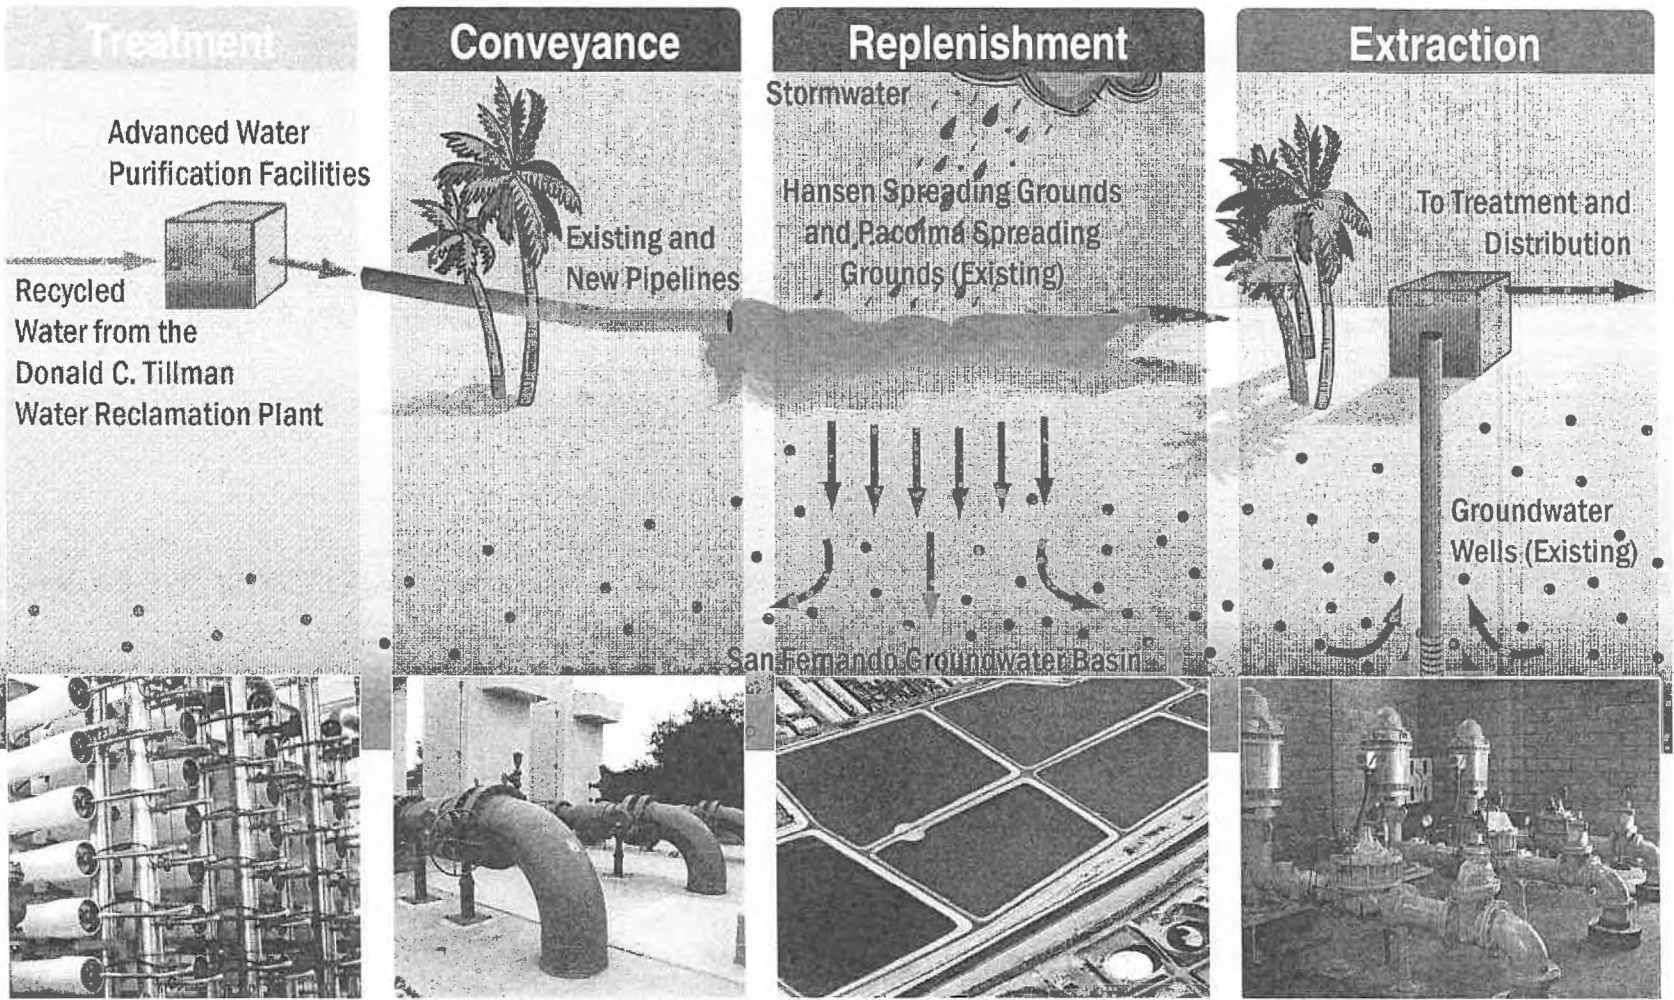 Treatment
Advanced Water
Purification Facilities
Recycled
Water from the
Donald C. Tillman
Water Reclamation Plant
Conveyance
Existing and
New Pipelines
Replenishment
Stormwater
Hansen Spreading Grounds
and Pacoima Spreading
Grounds (Existing)
San Fernando Groundwater Basin
Extraction
To Treatment and
Distribution
Groundwater
Wells (Existing)